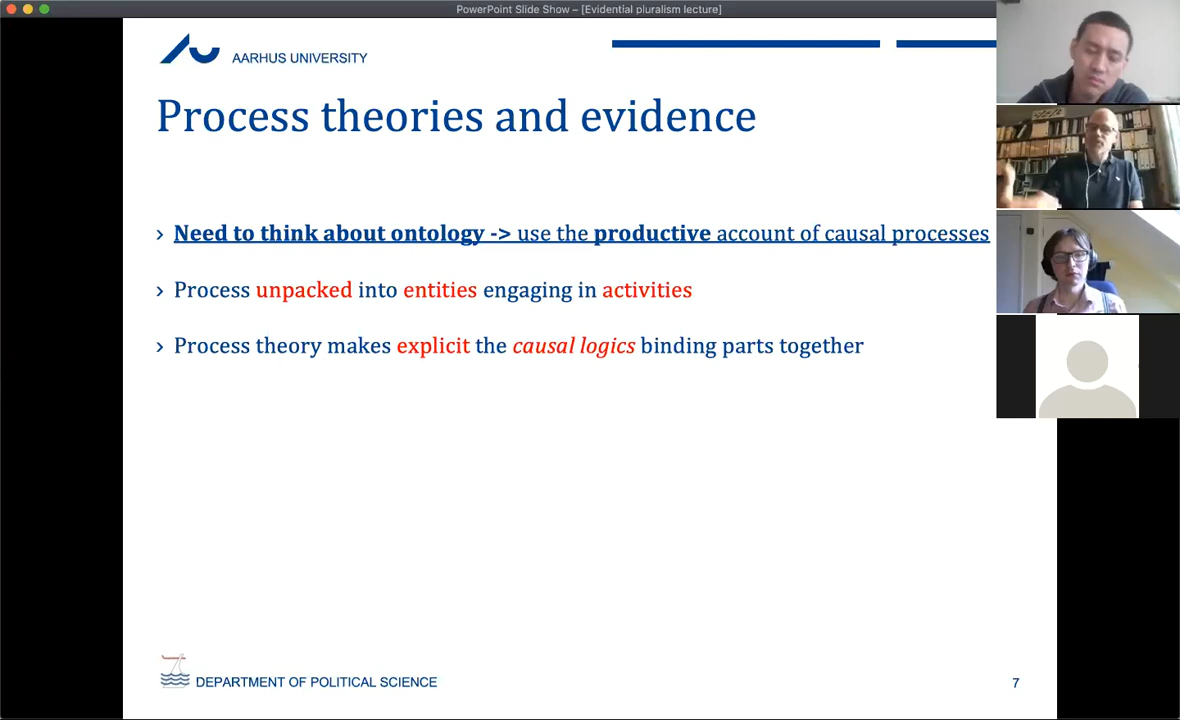 PowerPoint Slide Show – [Evidential pluralism lecture]
AARHUS UNIVERSITY
Process theories and evidence
› Need to think about ontology -> use the productive account of causal processes
› Process unpacked into entities engaging in activities
› Process theory makes explicit the causal logics binding parts together
DEPARTMENT OF POLITICAL SCIENCE
7